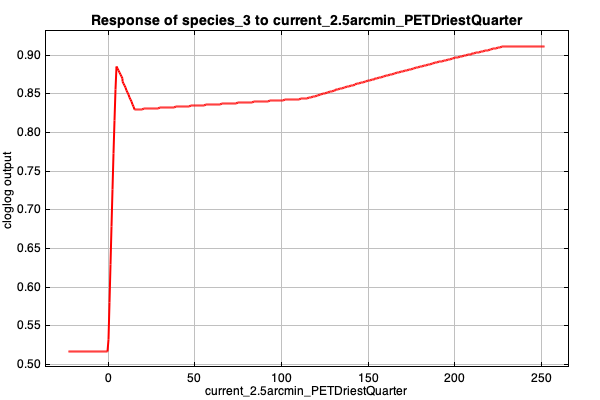 Response of species_3 to current_2.5arcmin_PETDriestQuarter
0.90
0.85
0.80
0.75
0.70
0.65
0.60
0.55
0.50
cloglog output
0 50 100 150 200 250
current_2.5arcmin_PETDriestQuarter